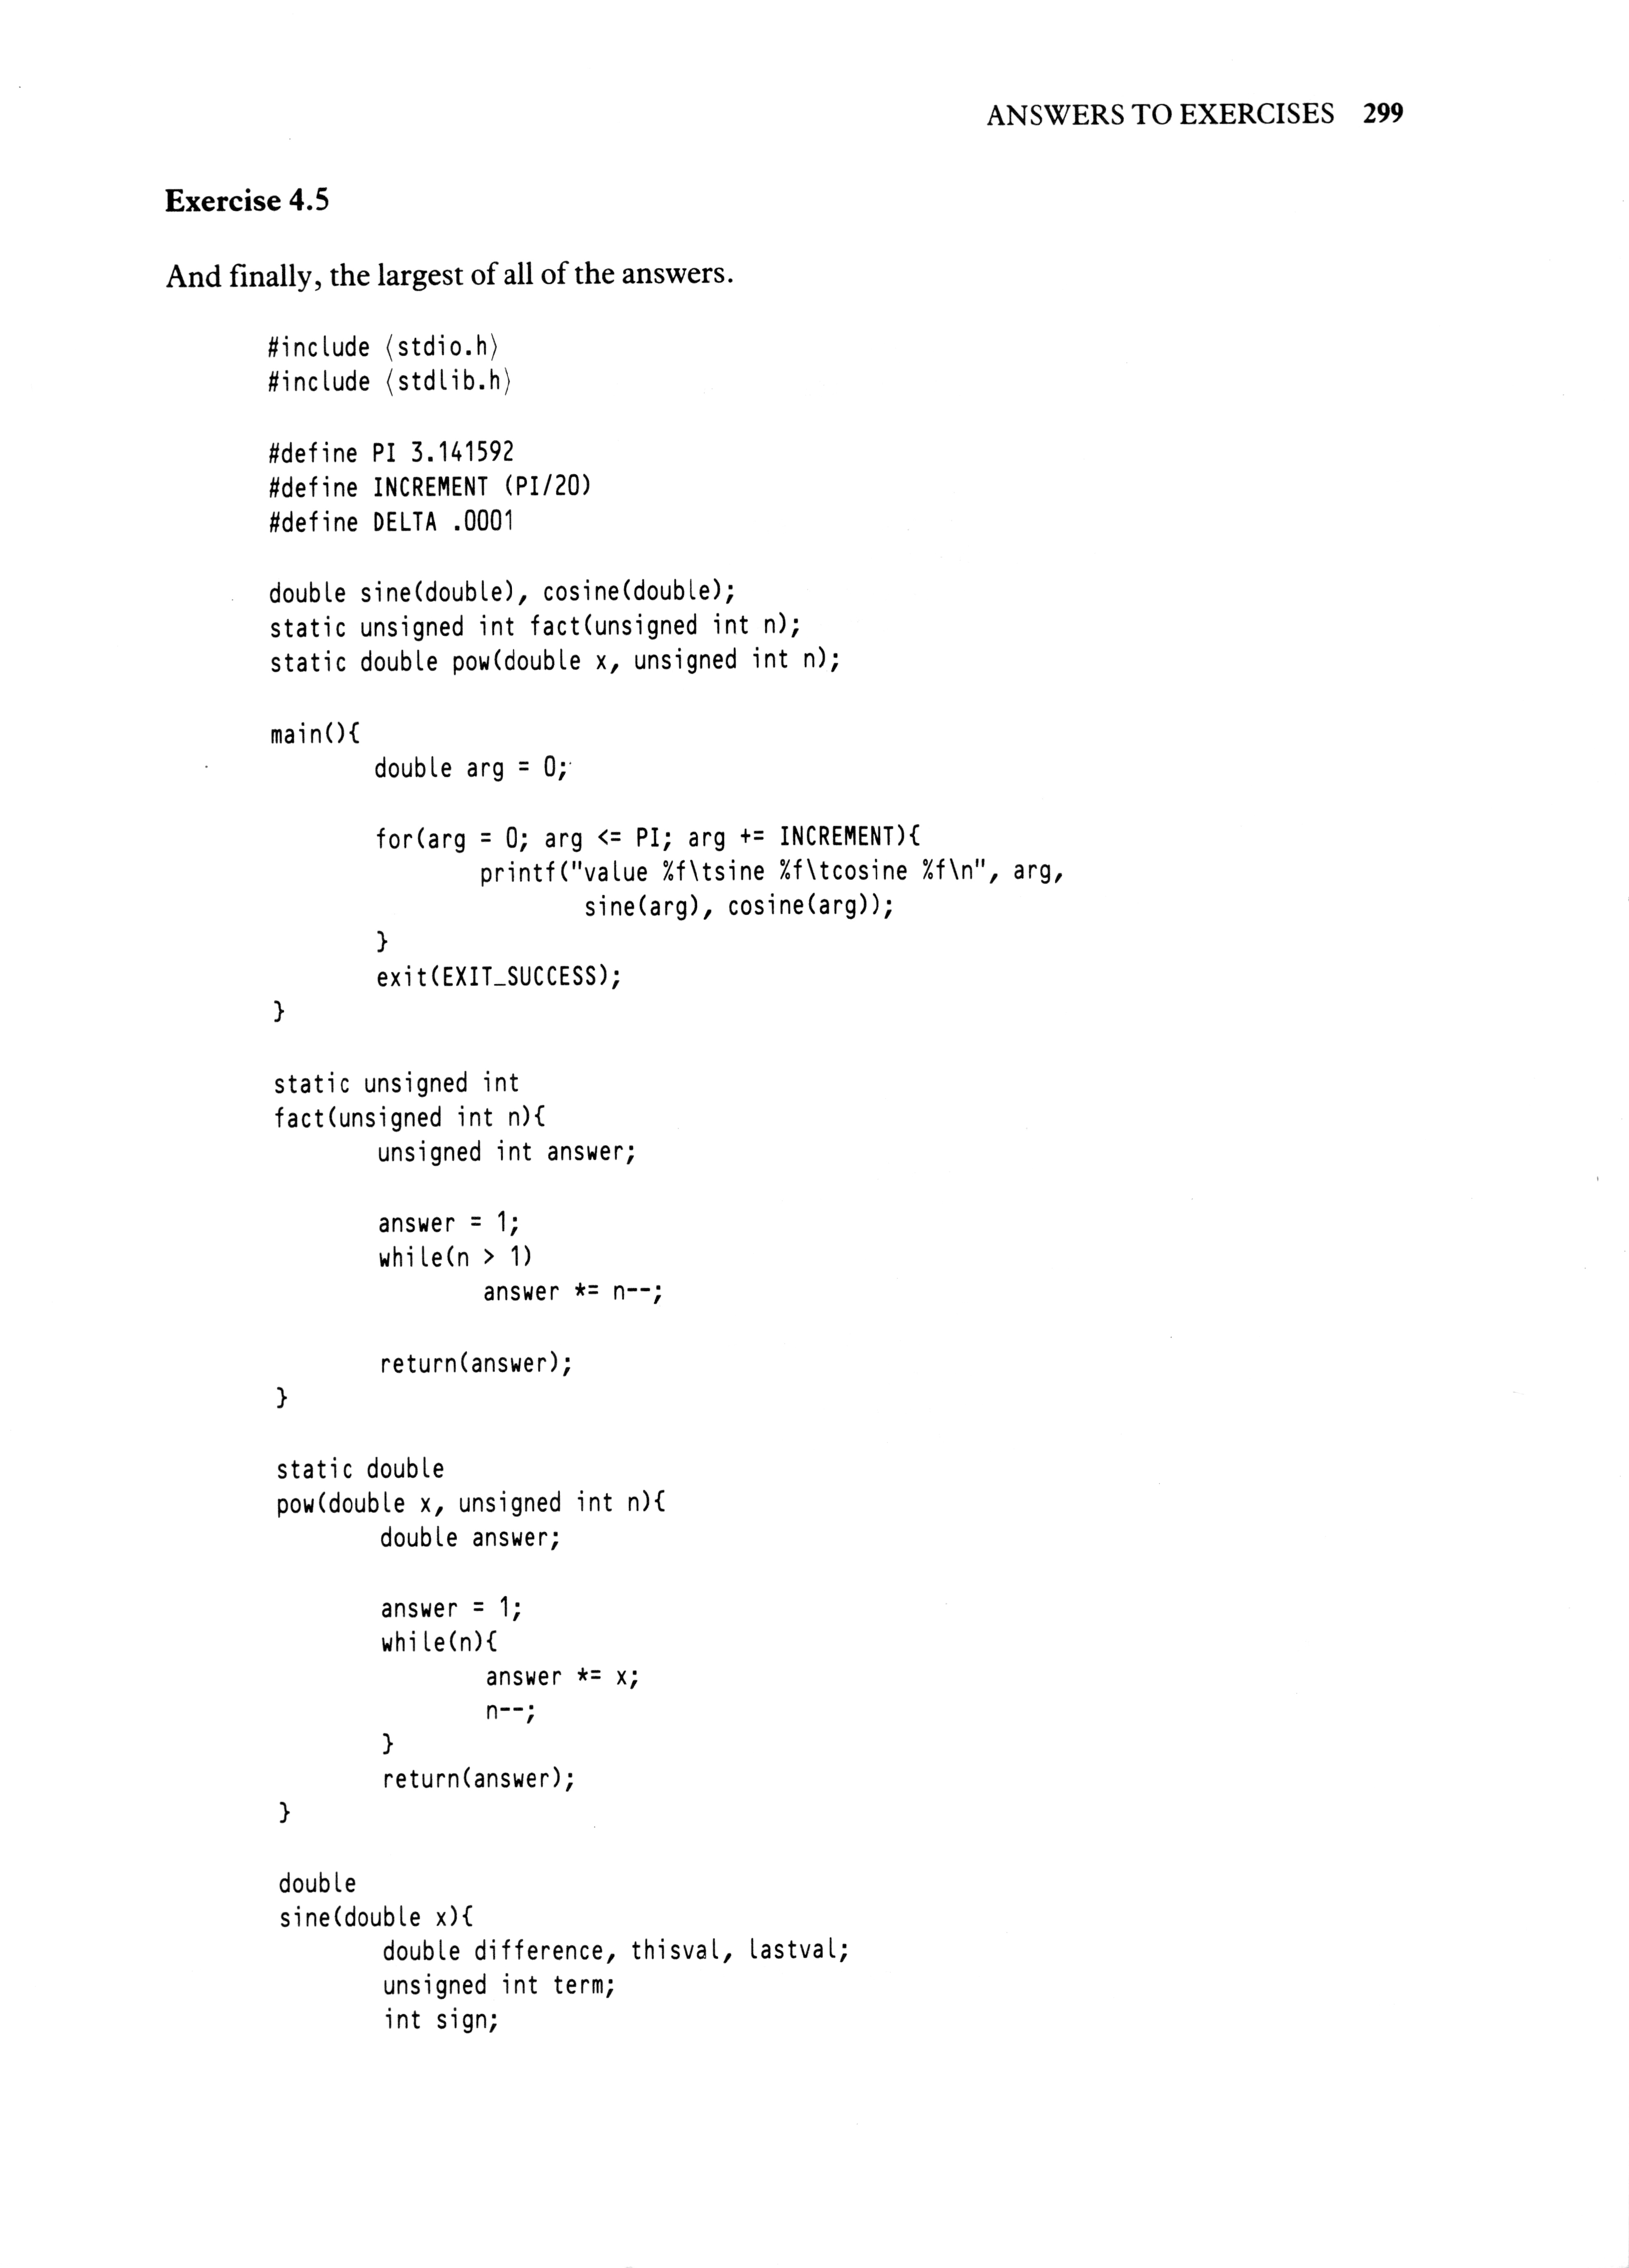 ANSWERS TO EXERCISES 299
Exercise 4.5
And finally, the largest of all of the answers.
#include ⟨stdio.h⟩
#include ⟨stdlib.h⟩
#define PI 3.141592
#define INCREMENT (PI/20)
#define DELTA .0001
double sine(double), cosine(double);
static unsigned int fact(unsigned int n);
static double pow(double x, unsigned int n);
main(){
double arg = 0;
for(arg = 0; arg <= PI; arg += INCREMENT){
printf("value %f\tsine %f\tcosine %f\n", arg,
sine(arg), cosine(arg));
}
exit(EXIT_SUCCESS);
}
static unsigned int
fact(unsigned int n){
unsigned int answer;
answer = 1;
while(n > 1)
answer *= n--;
return(answer);
}
static double
pow(double x, unsigned int n){
double answer;
answer = 1;
while(n){
answer *= x;
n--;
}
return(answer);
}
double
sine(double x){
double difference, thisval, lastval;
unsigned int term;
int sign;